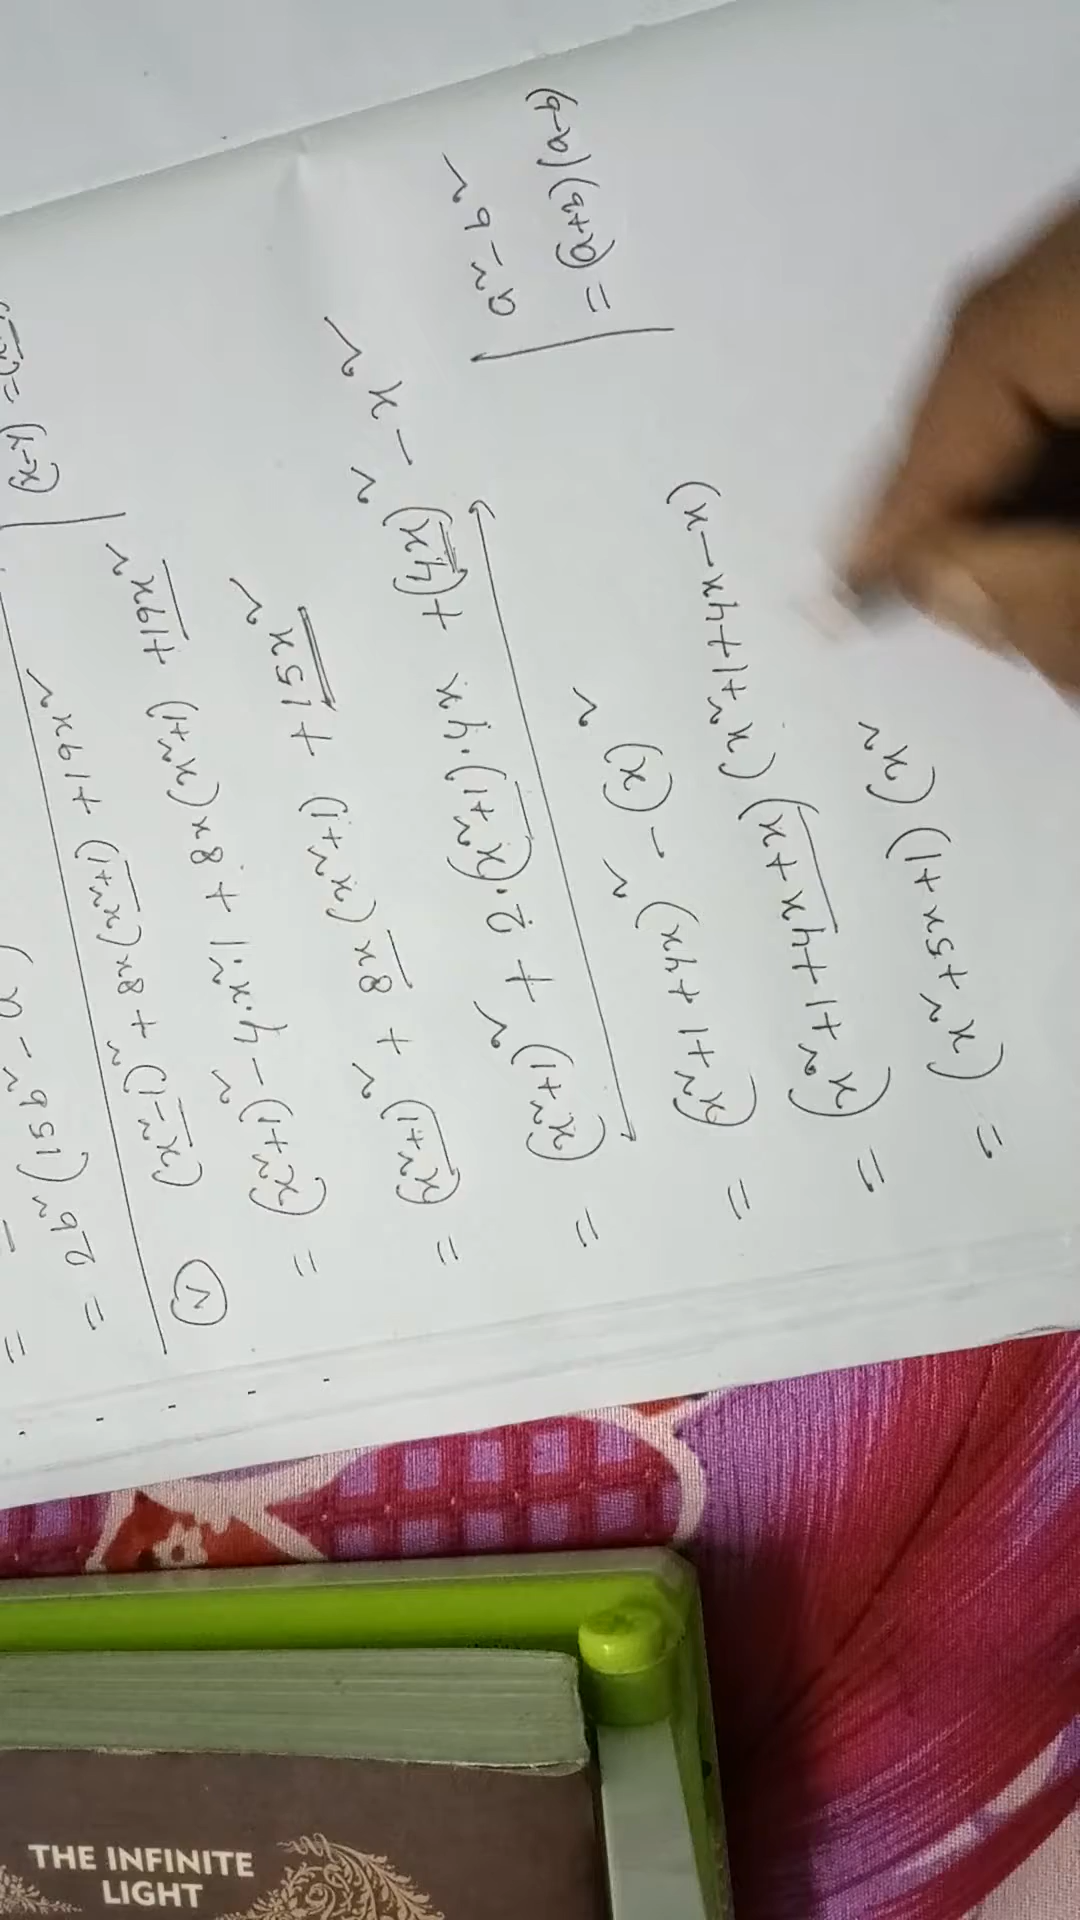 = 2b² (15b² - a
② (x²-1)² + 8x(x²+1) + 19x²
= (x²+1)² - 4.x².1 + 8x(x²+1) + 19x²
= (x²+1)² + 8x(x²+1) + 15x²
= (x²+1)² + 2.(x²+1).4x + (4x)² - x²
= (x²+1+4x)² - (x)²
a² - b²
= (a+b)(a-b)
= (x²+1+4x+x)(x²+1+4x-x)
= (x²+5x+1)(x²
THE INFINITE
LIGHT